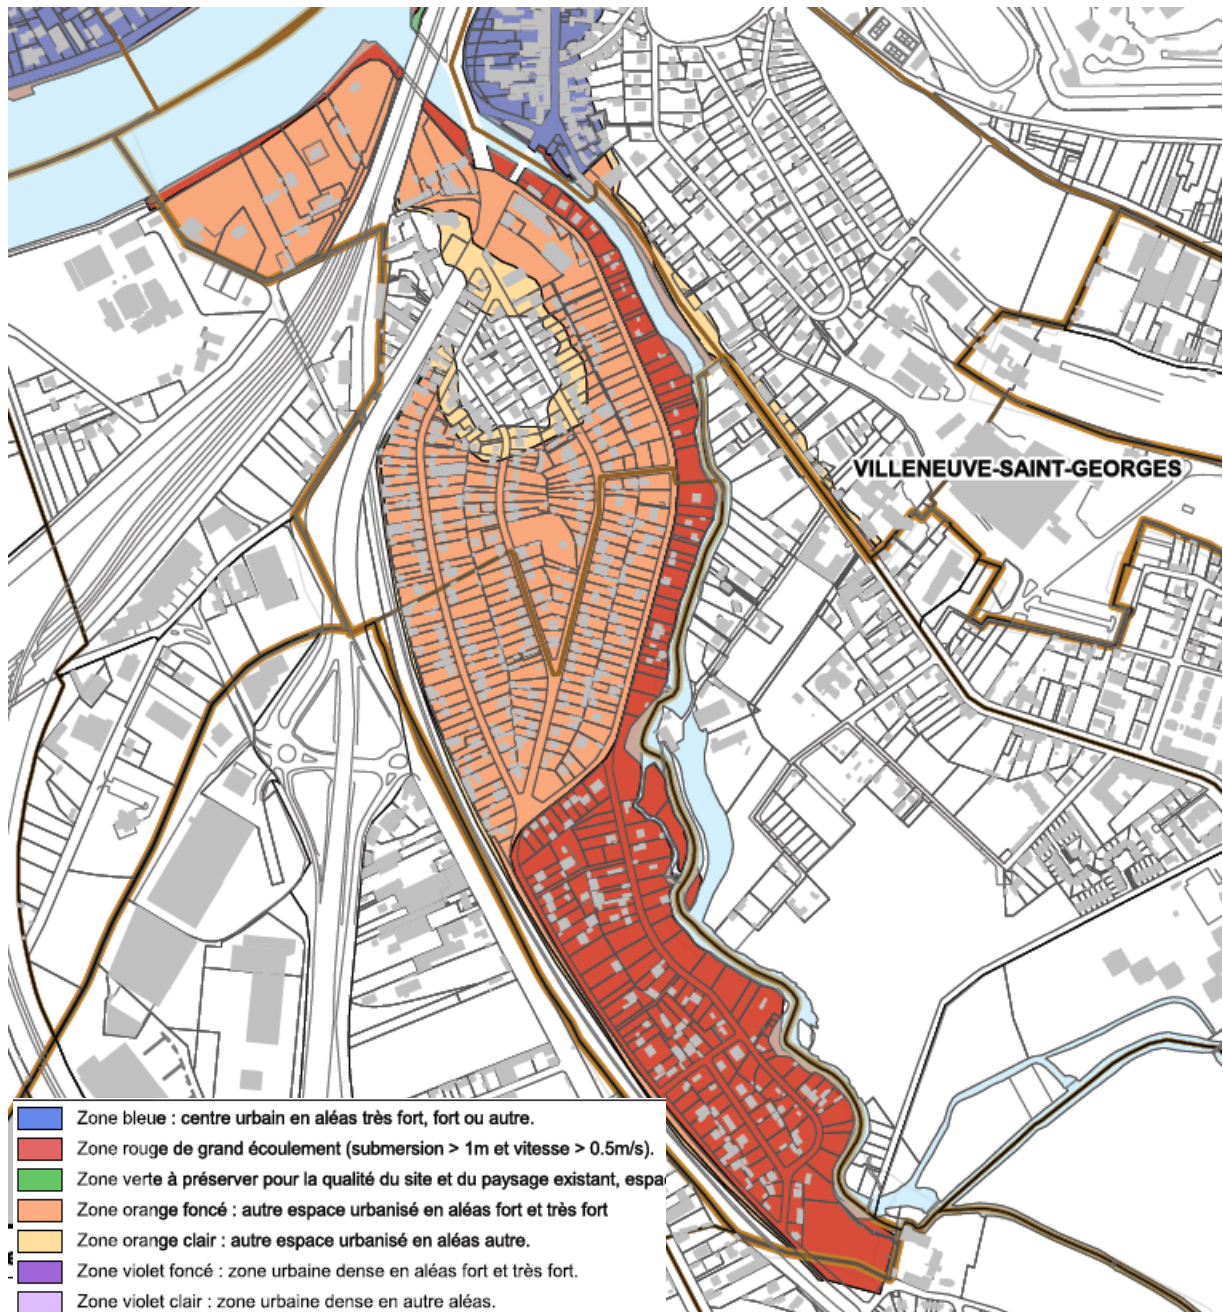 VILLENEUVE-SAINT-GEORGES
Zone bleue : centre urbain en aléas très fort, fort ou autre.
Zone rouge de grand écoulement (submersion > 1m et vitesse > 0.5m/s).
Zone verte à préserver pour la qualité du site et du paysage existant, espa
Zone orange foncé : autre espace urbanisé en aléas fort et très fort
Zone orange clair : autre espace urbanisé en aléas autre.
Zone violet foncé : zone urbaine dense en aléas fort et très fort.
Zone violet clair : zone urbaine dense en autre aléas.